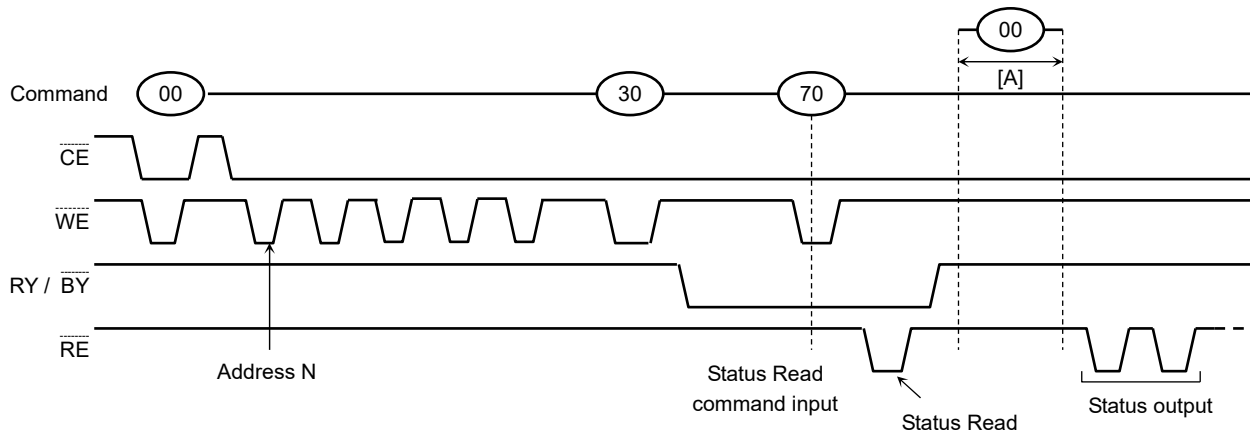 00
[A]
Command 00 30 70
CE
WE
RY / BY
RE
Address N
Status Read
command input
Status Read
Status output